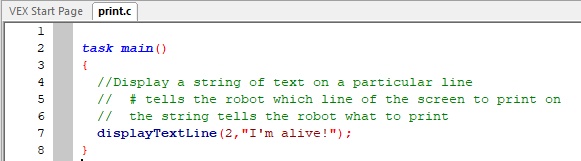 VEX Start Page print.c
1
2 task main()
3 {
4 //Display a string of text on a particular line
5 //  # tells the robot which line of the screen to print on
6 //  the string tells the robot what to print
7 displayTextLine(2,"I'm alive!");
8 }